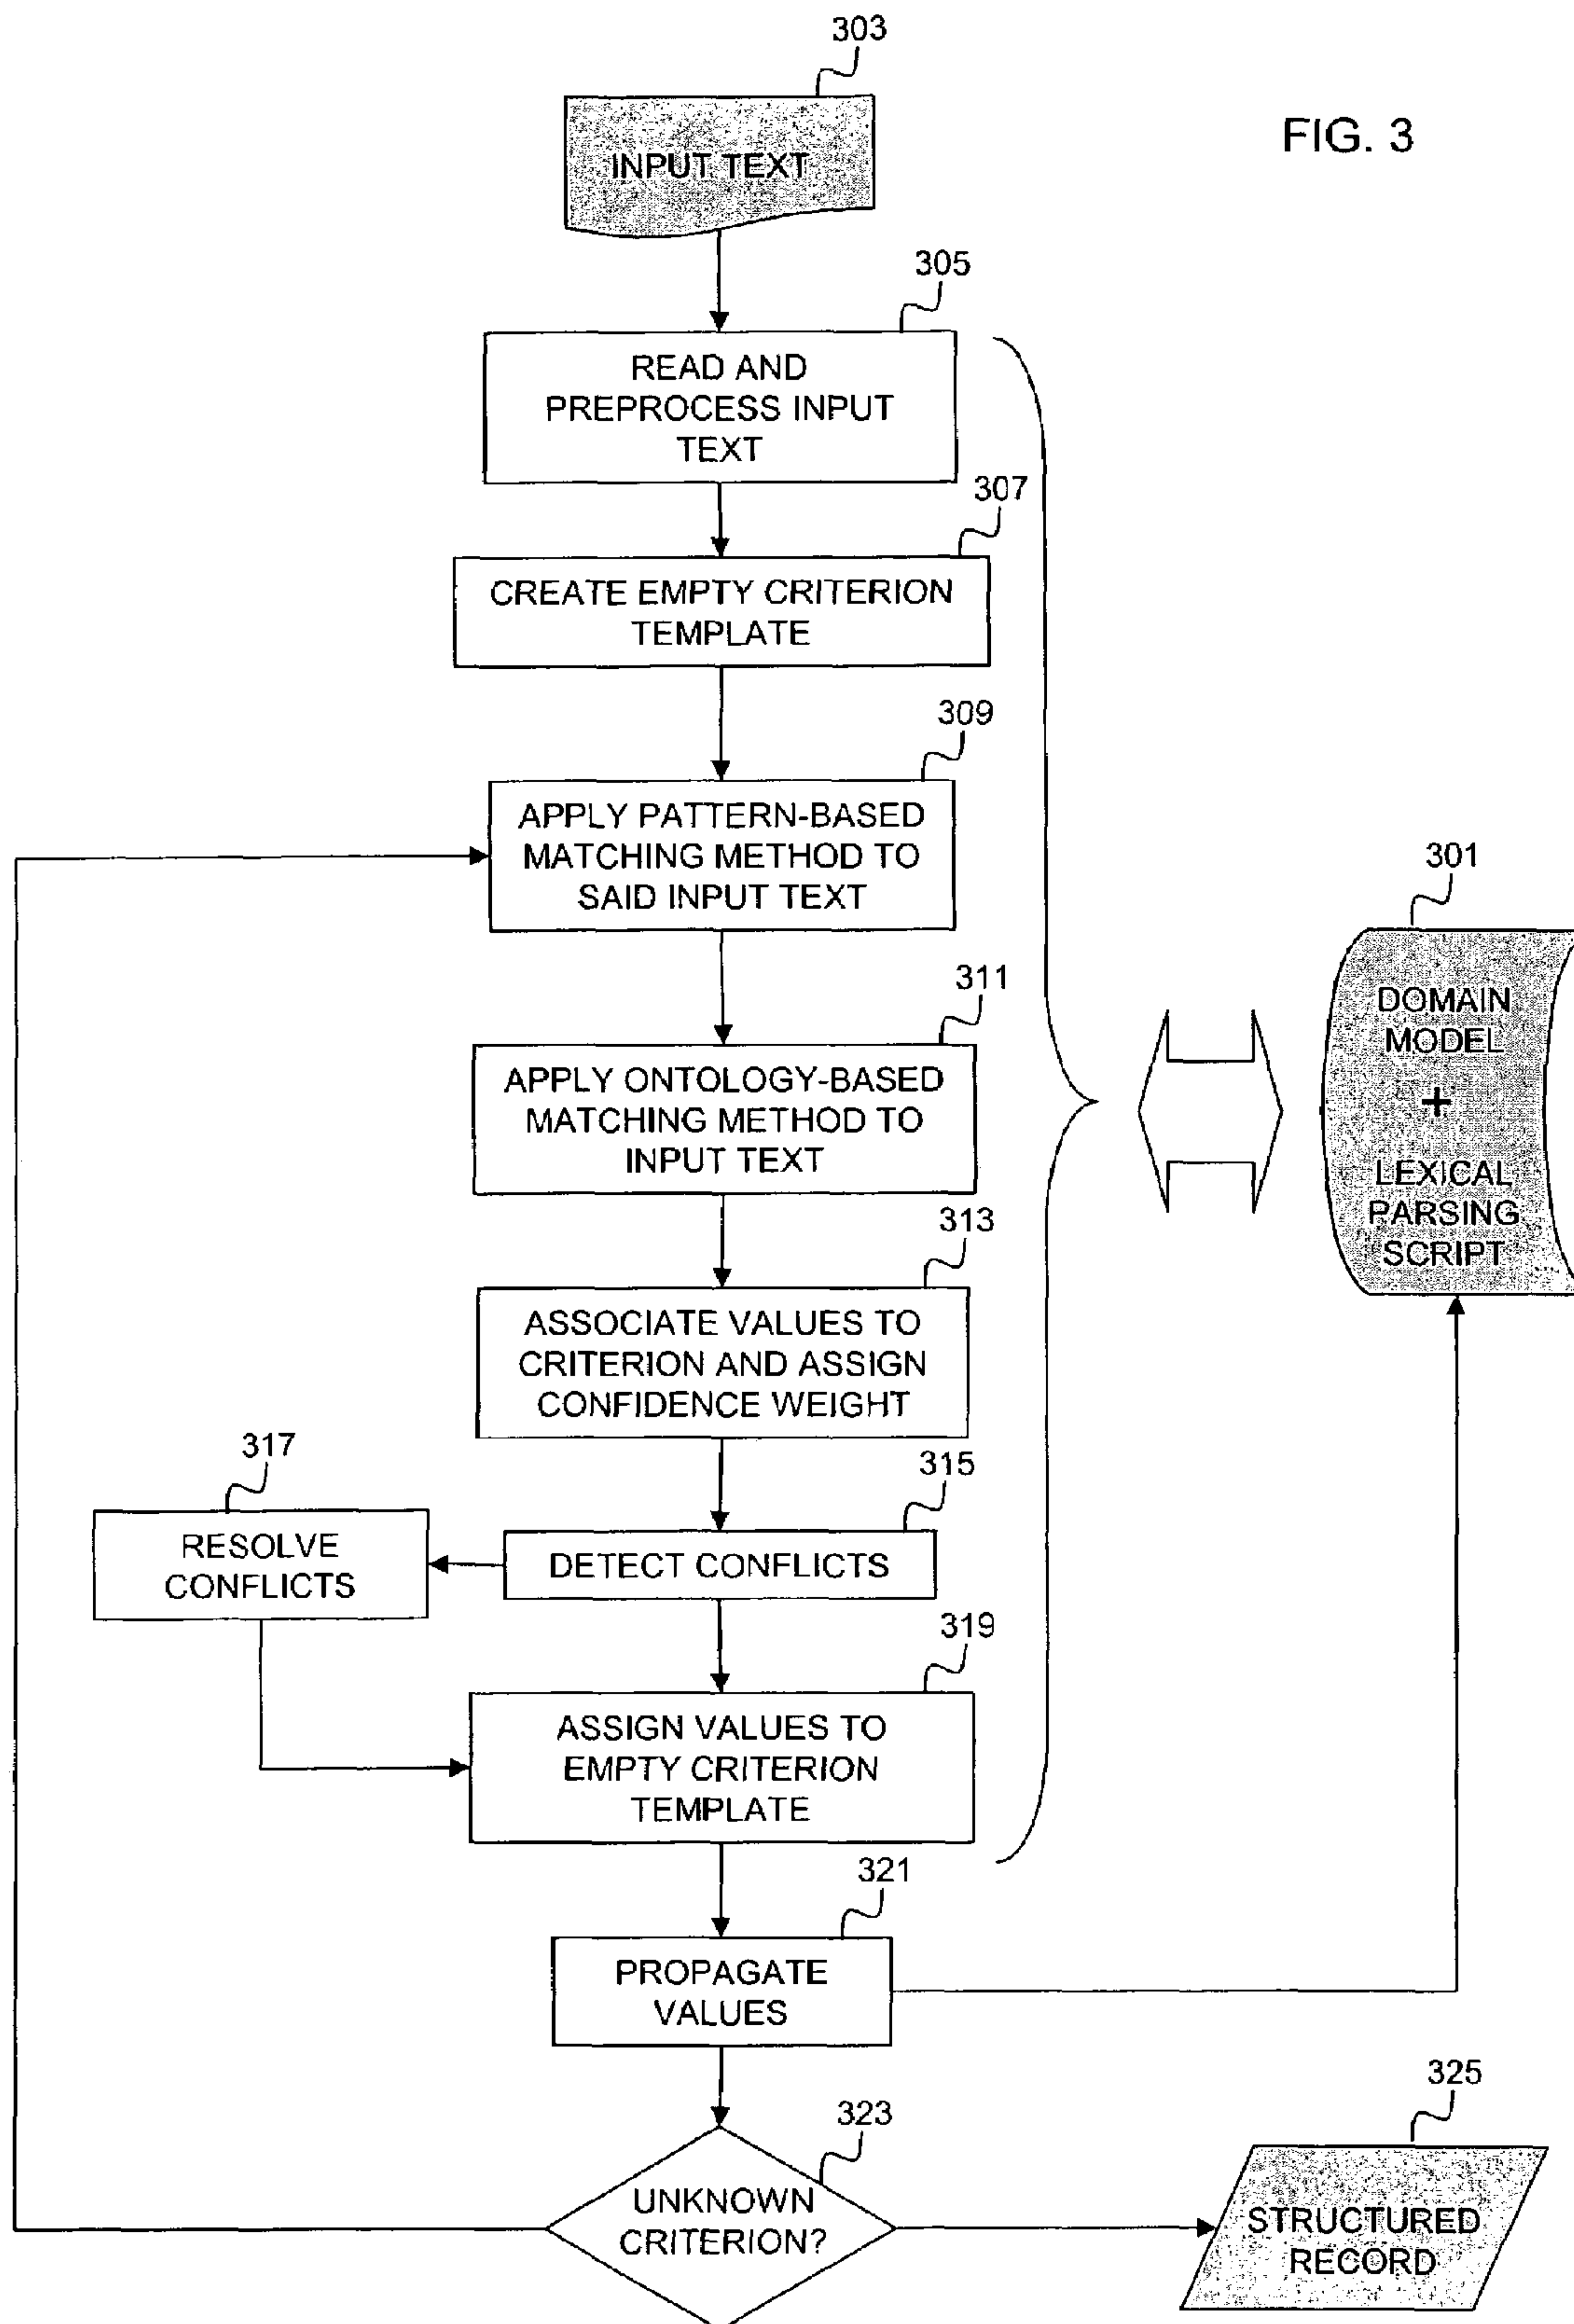 303
FIG. 3
INPUT TEXT
305
READ AND
PREPROCESS INPUT
TEXT
307
CREATE EMPTY CRITERION
TEMPLATE
309
APPLY PATTERN-BASED
MATCHING METHOD TO
SAID INPUT TEXT
301
DOMAIN
MODEL
+
LEXICAL
PARSING
SCRIPT
311
APPLY ONTOLOGY-BASED
MATCHING METHOD TO
INPUT TEXT
313
ASSOCIATE VALUES TO
CRITERION AND ASSIGN
CONFIDENCE WEIGHT
317
RESOLVE
CONFLICTS
315
DETECT CONFLICTS
319
ASSIGN VALUES TO
EMPTY CRITERION
TEMPLATE
321
PROPAGATE
VALUES
323
UNKNOWN
CRITERION?
325
STRUCTURED
RECORD